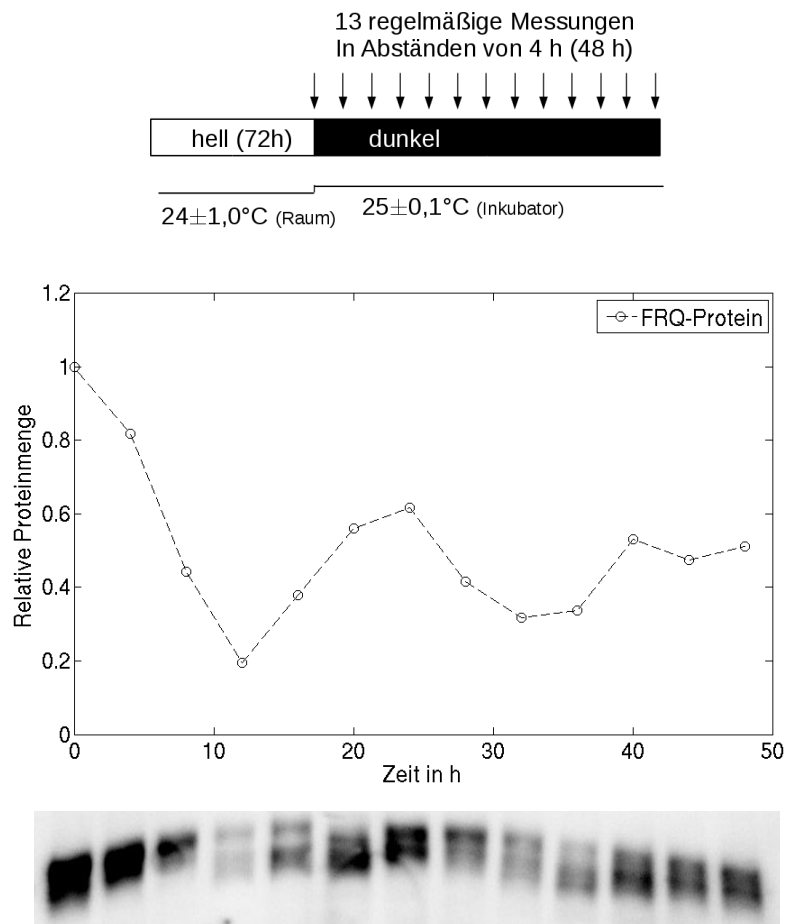 13 regelmäßige Messungen
In Abständen von 4 h (48 h)
hell (72h)
dunkel
24±1,0°C (Raum)
25±0,1°C (Inkubator)
1.2
1
0.8
0.6
0.4
0.2
0
Relative Proteinmenge
FRQ-Protein
0 10 20 30 40 50
Zeit in h